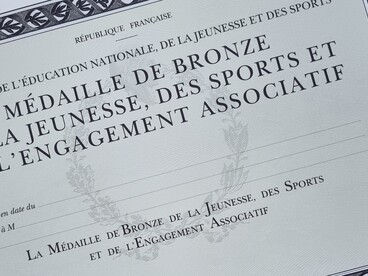 RÉPUBLIQUE FRANÇAISE
DE L'ÉDUCATION NATIONALE, DE LA JEUNESSE ET DES SPORTS
MÉDAILLE DE BRONZE
LA JEUNESSE, DES SPORTS ET
L'ENGAGEMENT ASSOCIATIF
en date du
à M
LA MÉDAILLE DE BRONZE DE LA JEUNESSE, DES SPORTS
ET DE L'ENGAGEMENT ASSOCIATIF